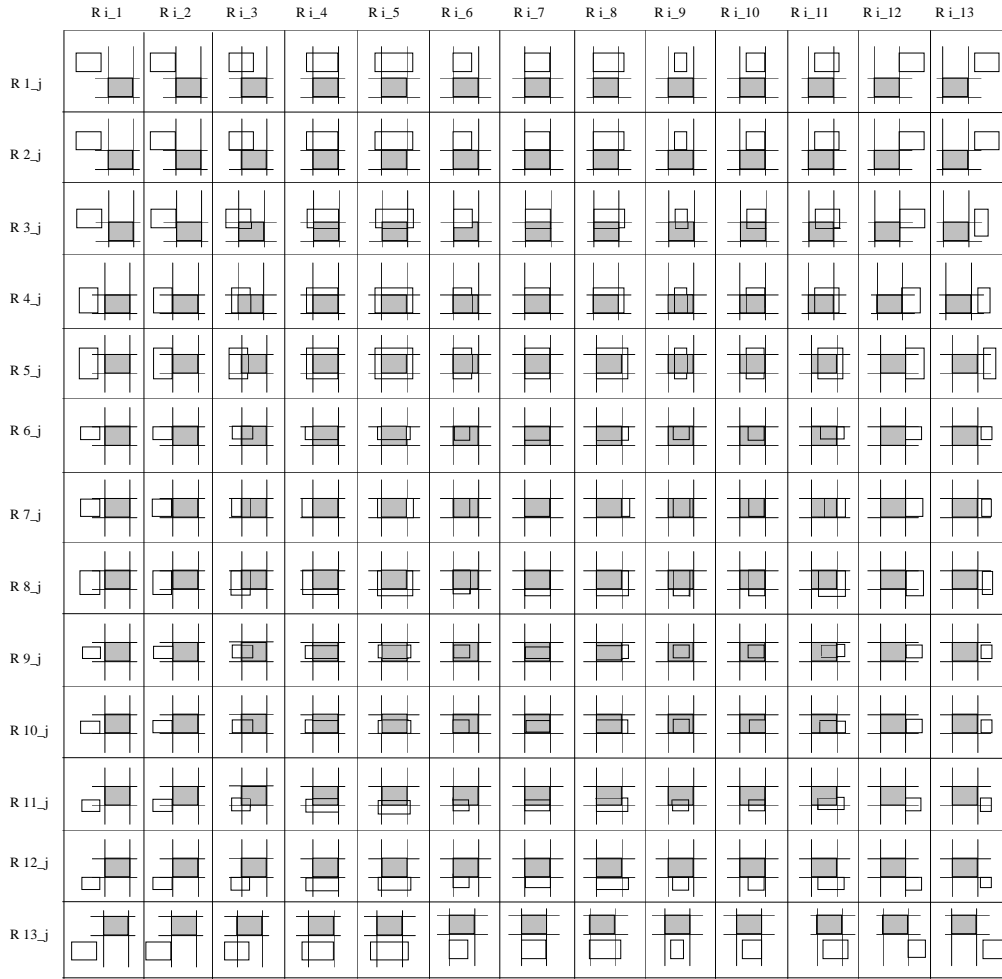 R i_1 R i_2 R i_3 R i_4 R i_5 R i_6 R i_7 R i_8 R i_9 R i_10 R i_11 R i_12 R i_13
R 1_j
R 2_j
R 3_j
R 4_j
R 5_j
R 6_j
R 7_j
R 8_j
R 9_j
R 10_j
R 11_j
R 12_j
R 13_j